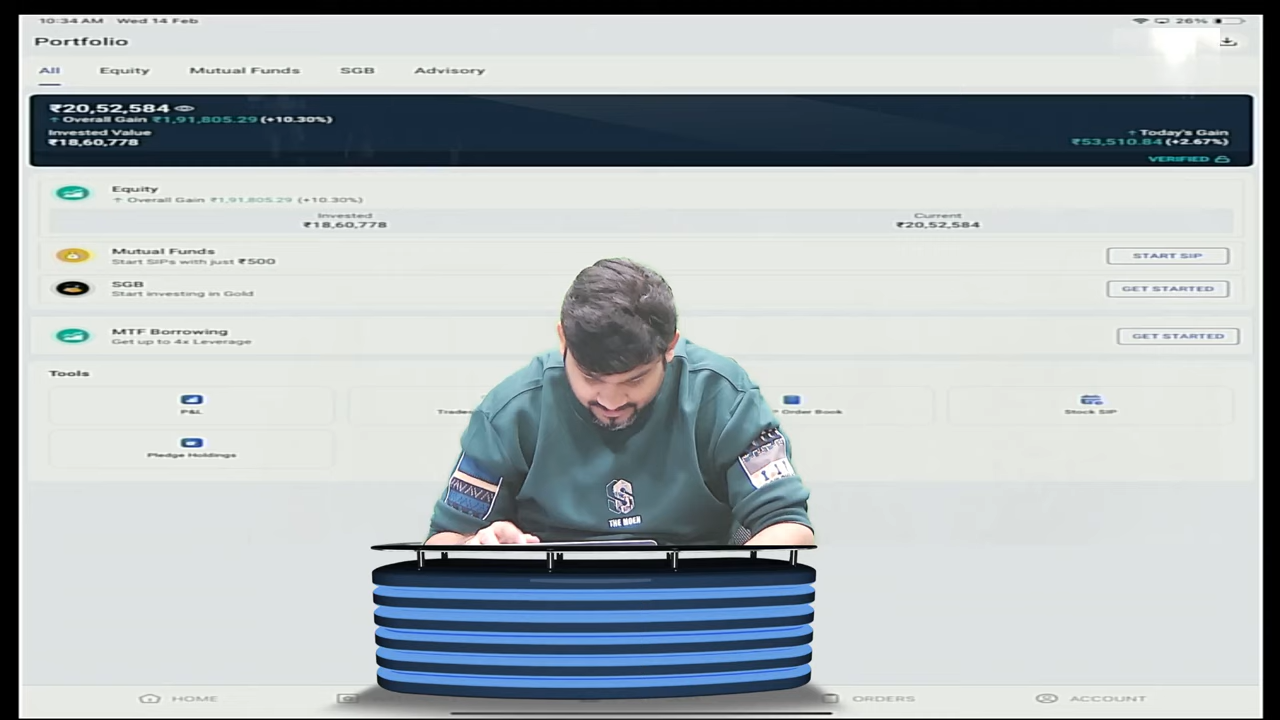 10:34 AM Wed 14 Feb
26%
Portfolio
All Equity Mutual Funds SGB Advisory
₹20,52,584
↑ Overall Gain ₹1,91,805.29 (+10.30%)
Invested Value
₹18,60,778
↑ Today's Gain
₹53,510.84 (+2.67%)
VERIFIED
Equity
↑ Overall Gain ₹1,91,805.29 (+10.30%)
Invested Current
₹18,60,778 ₹20,52,584
Mutual Funds
Start SIPs with just ₹500
START SIP
SGB
Start investing in Gold
GET STARTED
MTF Borrowing
Get up to 4x Leverage
GET STARTED
Tools
P&L Trades Order Book Stock SIP
Pledge Holdings
S
THE
HOME ORDERS ACCOUNT